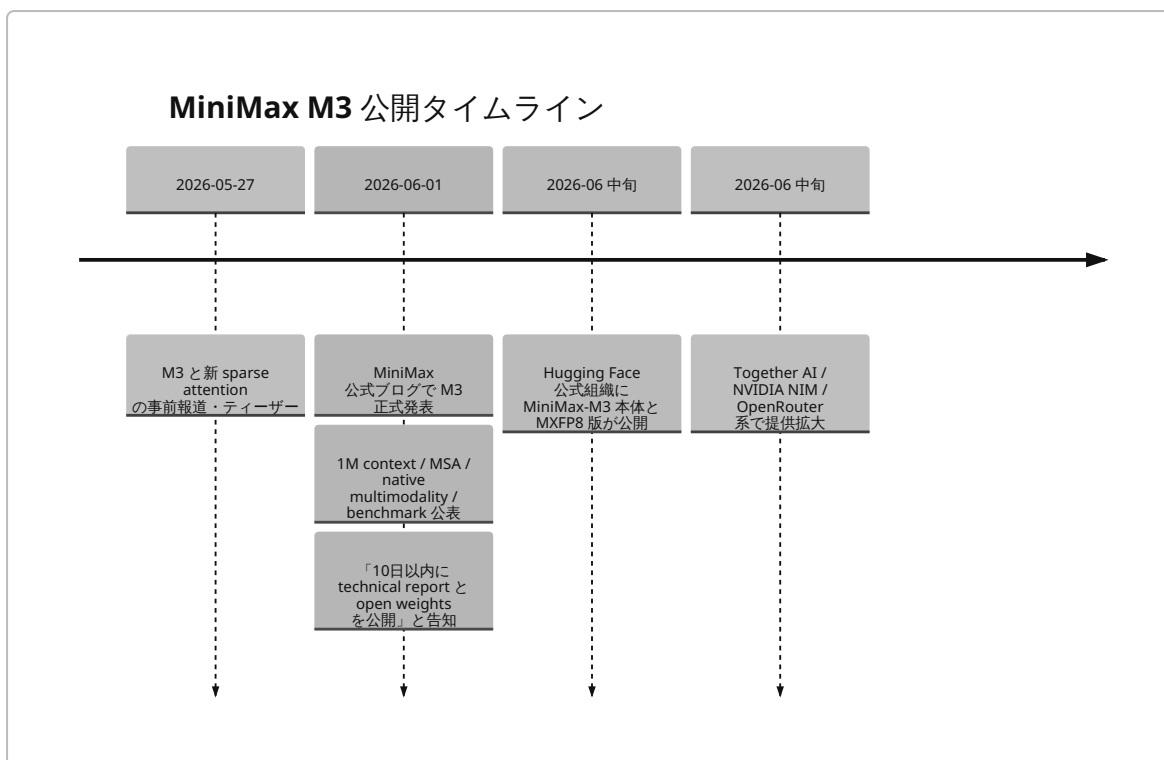 MiniMax M3 公開タイムライン
2026-05-27
2026-06-01
2026-06 中旬
2026-06 中旬
M3 と新 sparse
attention
の事前報道・ティーザー
MiniMax
公式ブログで M3
正式発表
1M context / MSA /
native
multimodality /
benchmark 公表
「10日以内に
technical report と
open weights
を公開」と告知
Hugging Face
公式組織に
MiniMax-M3 本体と
MXFP8 版が公開
Together AI /
NVIDIA NIM /
OpenRouter
系で提供拡大